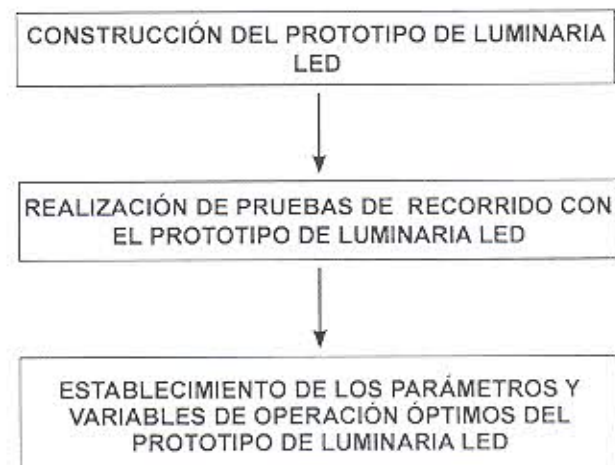 CONSTRUCCIÓN DEL PROTOTIPO DE LUMINARIA
LED
REALIZACIÓN DE PRUEBAS DE RECORRIDO CON
EL PROTOTIPO DE LUMINARIA LED
ESTABLECIMIENTO DE LOS PARÁMETROS Y
VARIABLES DE OPERACIÓN ÓPTIMOS DEL
PROTOTIPO DE LUMINARIA LED